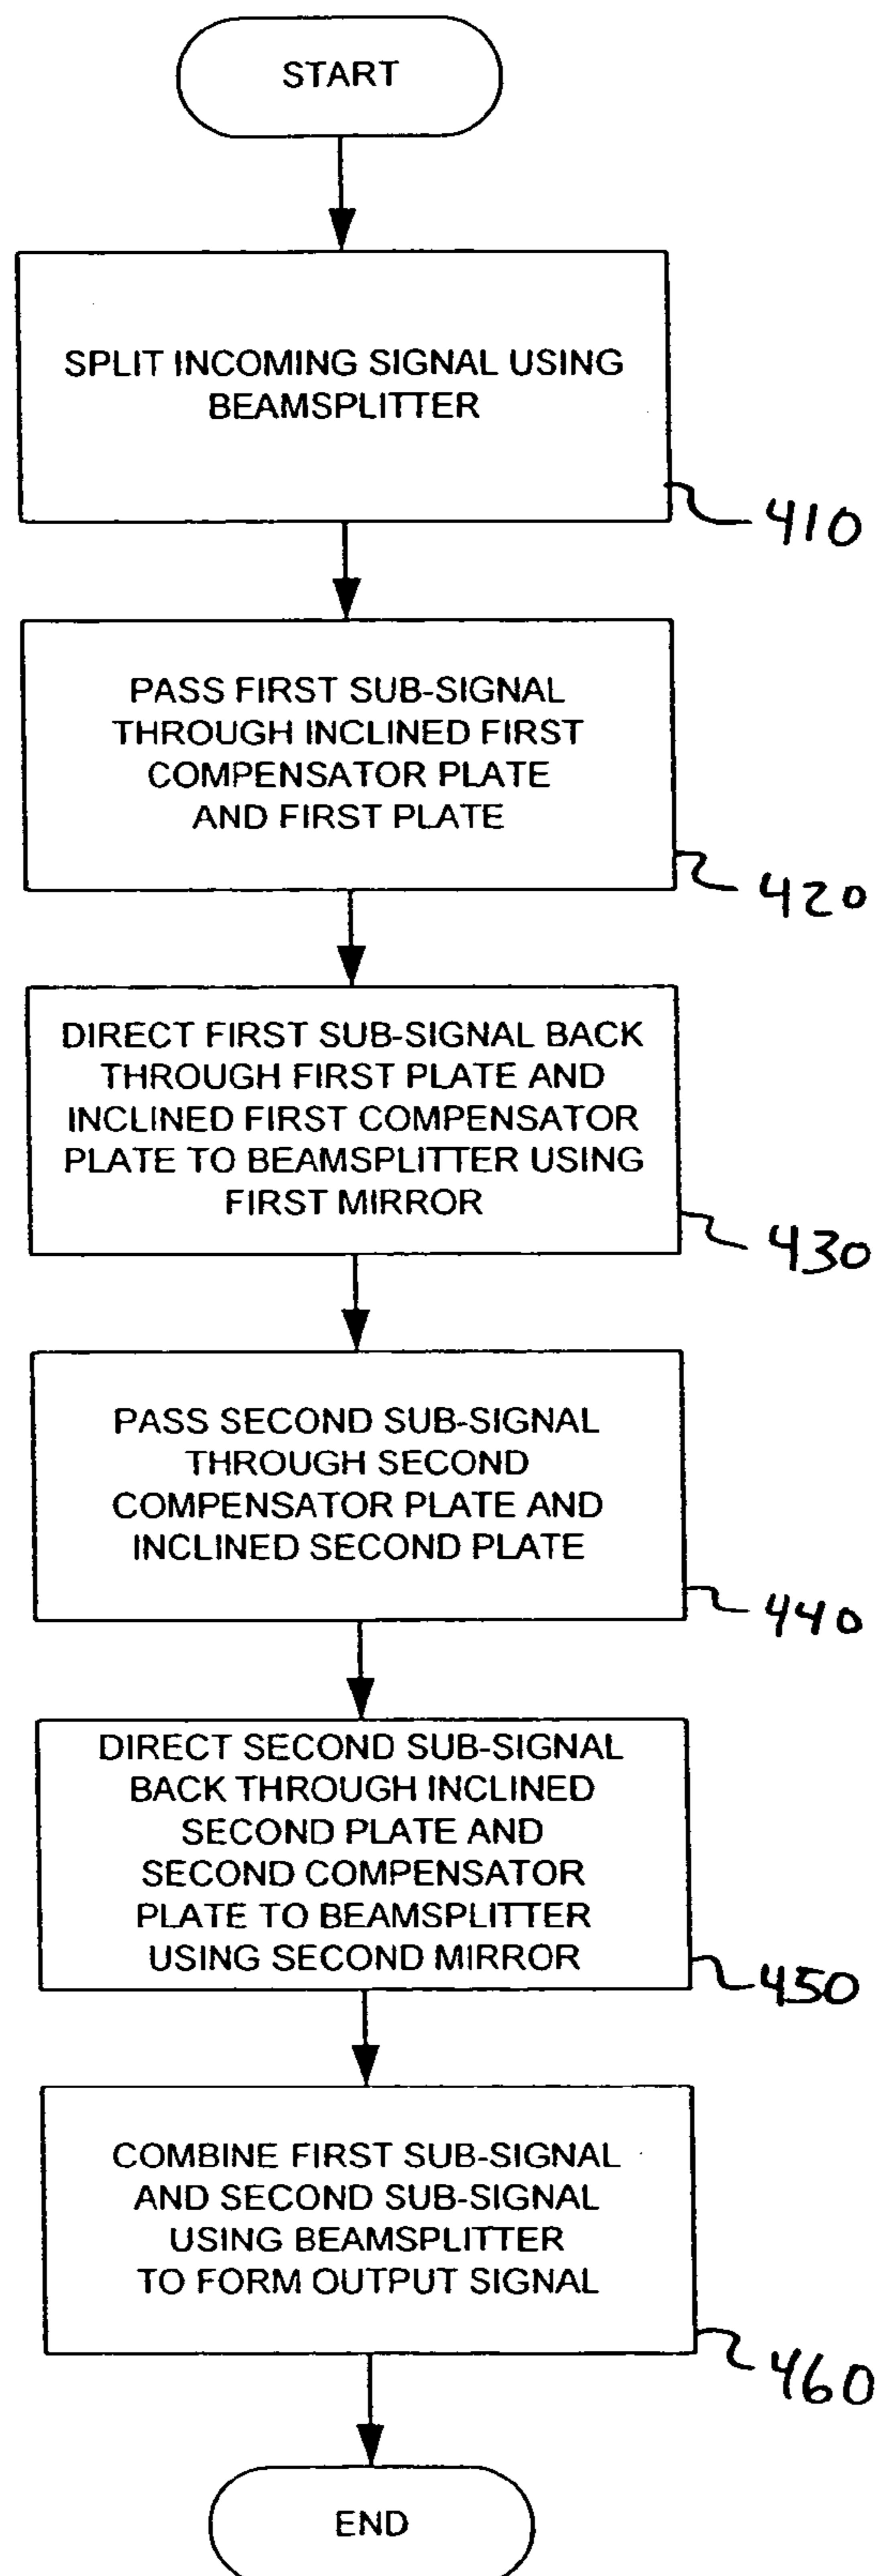 START
SPLIT INCOMING SIGNAL USING
BEAMSPLITTER
410
PASS FIRST SUB-SIGNAL
THROUGH INCLINED FIRST
COMPENSATOR PLATE
AND FIRST PLATE
420
DIRECT FIRST SUB-SIGNAL BACK
THROUGH FIRST PLATE AND
INCLINED FIRST COMPENSATOR
PLATE TO BEAMSPLITTER USING
FIRST MIRROR
430
PASS SECOND SUB-SIGNAL
THROUGH SECOND
COMPENSATOR PLATE AND
INCLINED SECOND PLATE
440
DIRECT SECOND SUB-SIGNAL
BACK THROUGH INCLINED
SECOND PLATE AND
SECOND COMPENSATOR
PLATE TO BEAMSPLITTER
USING SECOND MIRROR
450
COMBINE FIRST SUB-SIGNAL
AND SECOND SUB-SIGNAL
USING BEAMSPLITTER
TO FORM OUTPUT SIGNAL
460
END